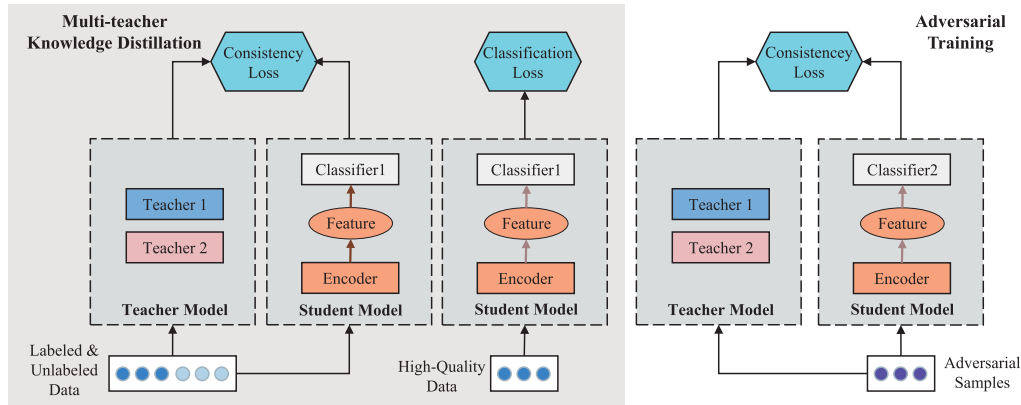 Multi-teacher
Knowledge Distillation
Adversarial
Training
Consistency
Loss
Classification
Loss
Consistencey
Loss
Classifier1
Classifier1
Classifier2
Teacher 1
Feature
Feature
Teacher 1
Feature
Teacher 2
Teacher 2
Encoder
Encoder
Encoder
Teacher Model
Student Model
Student Model
Teacher Model
Student Model
Labeled &
Unlabeled
Data
High-Quality
Data
Adversarial
Samples